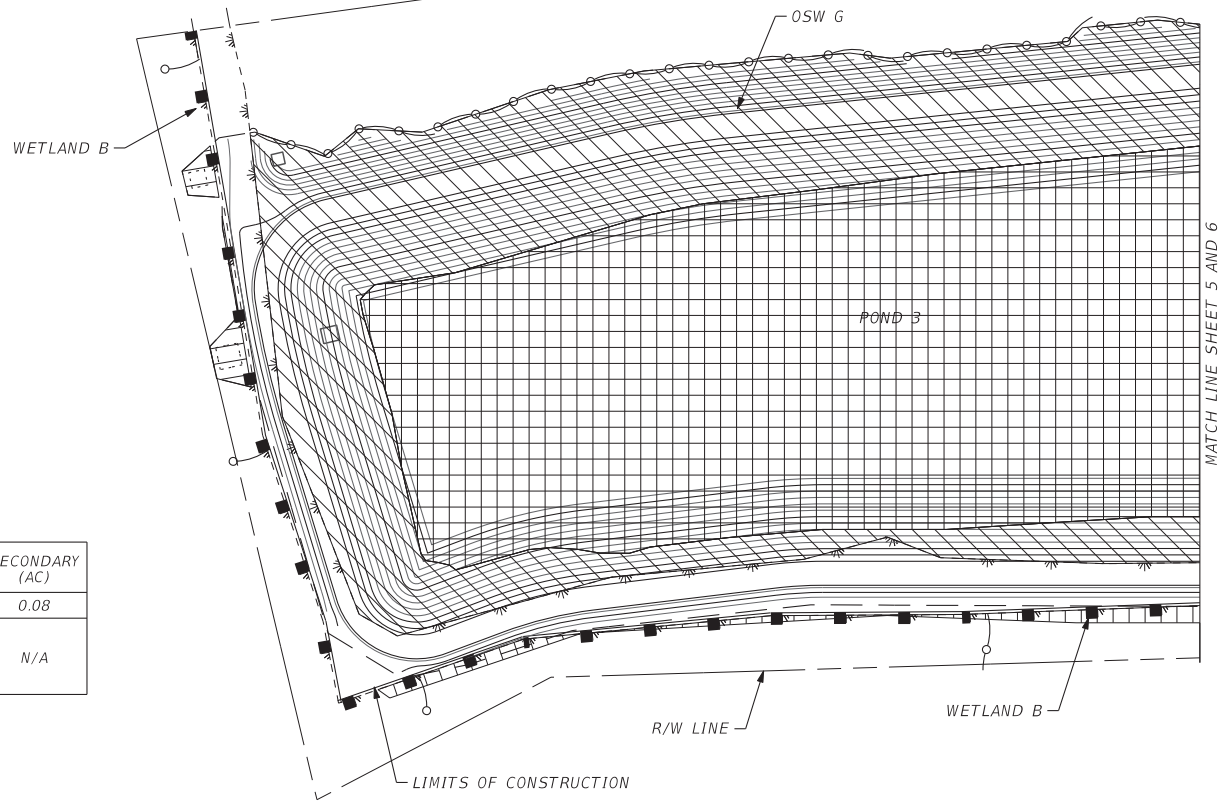 OSW G
WETLAND B
POND 3
MATCH LINE SHEET 5 AND 6
ECONDARY
(AC)
0.08
N/A
WETLAND B
R/W LINE
LIMITS OF CONSTRUCTION